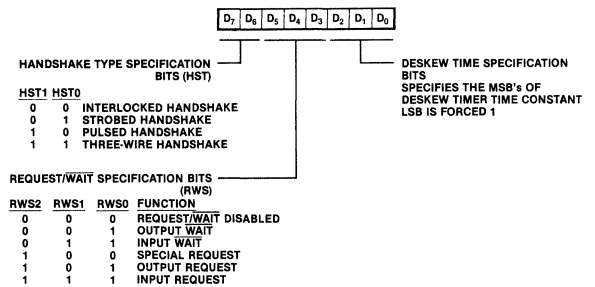 D7 D6 D5 D4 D3 D2 D1 D0
HANDSHAKE TYPE SPECIFICATION
BITS (HST)
HST1 HST0
0 0 INTERLOCKED HANDSHAKE
0 1 STROBED HANDSHAKE
1 0 PULSED HANDSHAKE
1 1 THREE-WIRE HANDSHAKE
DESKEW TIME SPECIFICATION
BITS
SPECIFIES THE MSB's OF
DESKEW TIMER TIME CONSTANT
LSB IS FORCED 1
REQUEST/WAIT SPECIFICATION BITS
(RWS)
RWS2 RWS1 RWS0 FUNCTION
0 0 0 REQUEST/WAIT DISABLED
0 0 1 OUTPUT WAIT
0 1 1 INPUT WAIT
1 0 0 SPECIAL REQUEST
1 0 1 OUTPUT REQUEST
1 1 1 INPUT REQUEST